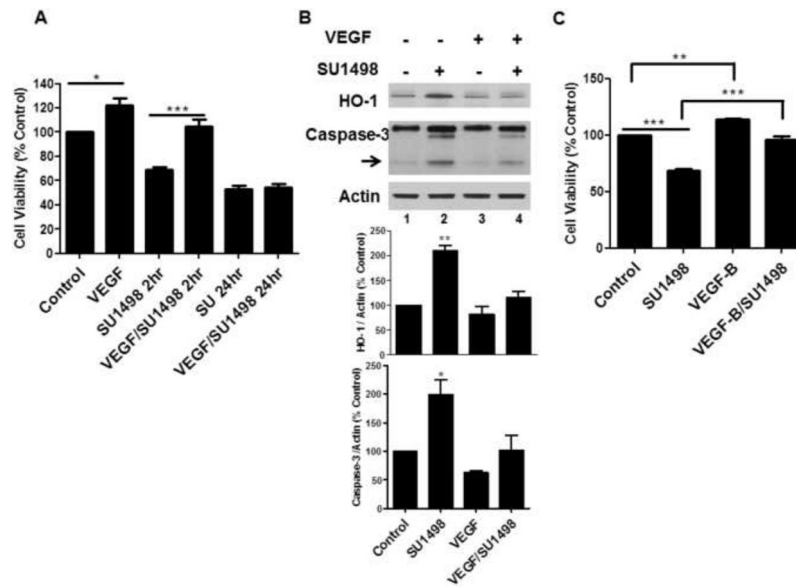 A
Cell Viability (% Control)
140
120
100
80
60
40
20
0
*
***
Control
VEGF
SU1498 2hr
VEGF/SU1498 2hr
SU 24hr
VEGF/SU1498 24hr
B
VEGF - - + +
SU1498 - + - +
HO-1
Caspase-3
Actin
1 2 3 4
HO-1 / Actin (% Control)
250
200
150
100
50
0
**
Caspase-3 /Actin (% Control)
250
200
150
100
50
0
*
Control
SU1498
VEGF
VEGF/SU1498
C
Cell Viability (% Control)
150
100
50
0
**
***
***
Control
SU1498
VEGF-B
VEGF-B/SU1498